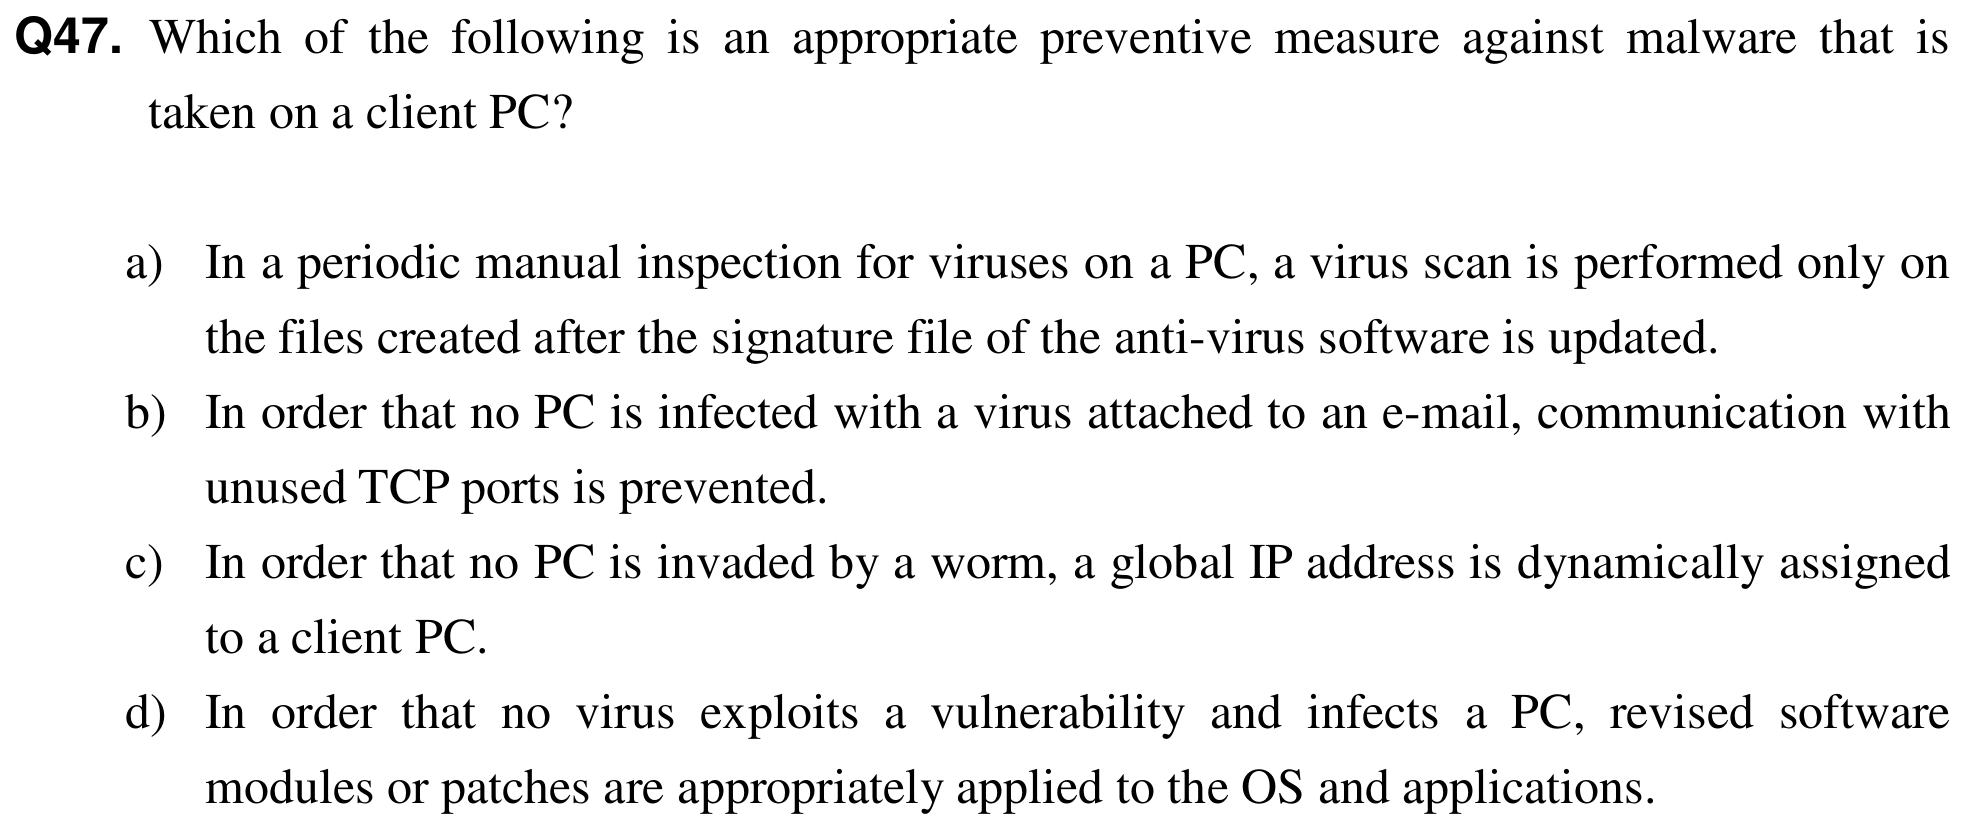 Q47. Which of the following is an appropriate preventive measure against malware that is
taken on a client PC?
a) In a periodic manual inspection for viruses on a PC, a virus scan is performed only on
the files created after the signature file of the anti-virus software is updated.
b) In order that no PC is infected with a virus attached to an e-mail, communication with
unused TCP ports is prevented.
c) In order that no PC is invaded by a worm, a global IP address is dynamically assigned
to a client PC.
d) In order that no virus exploits a vulnerability and infects a PC, revised software
modules or patches are appropriately applied to the OS and applications.